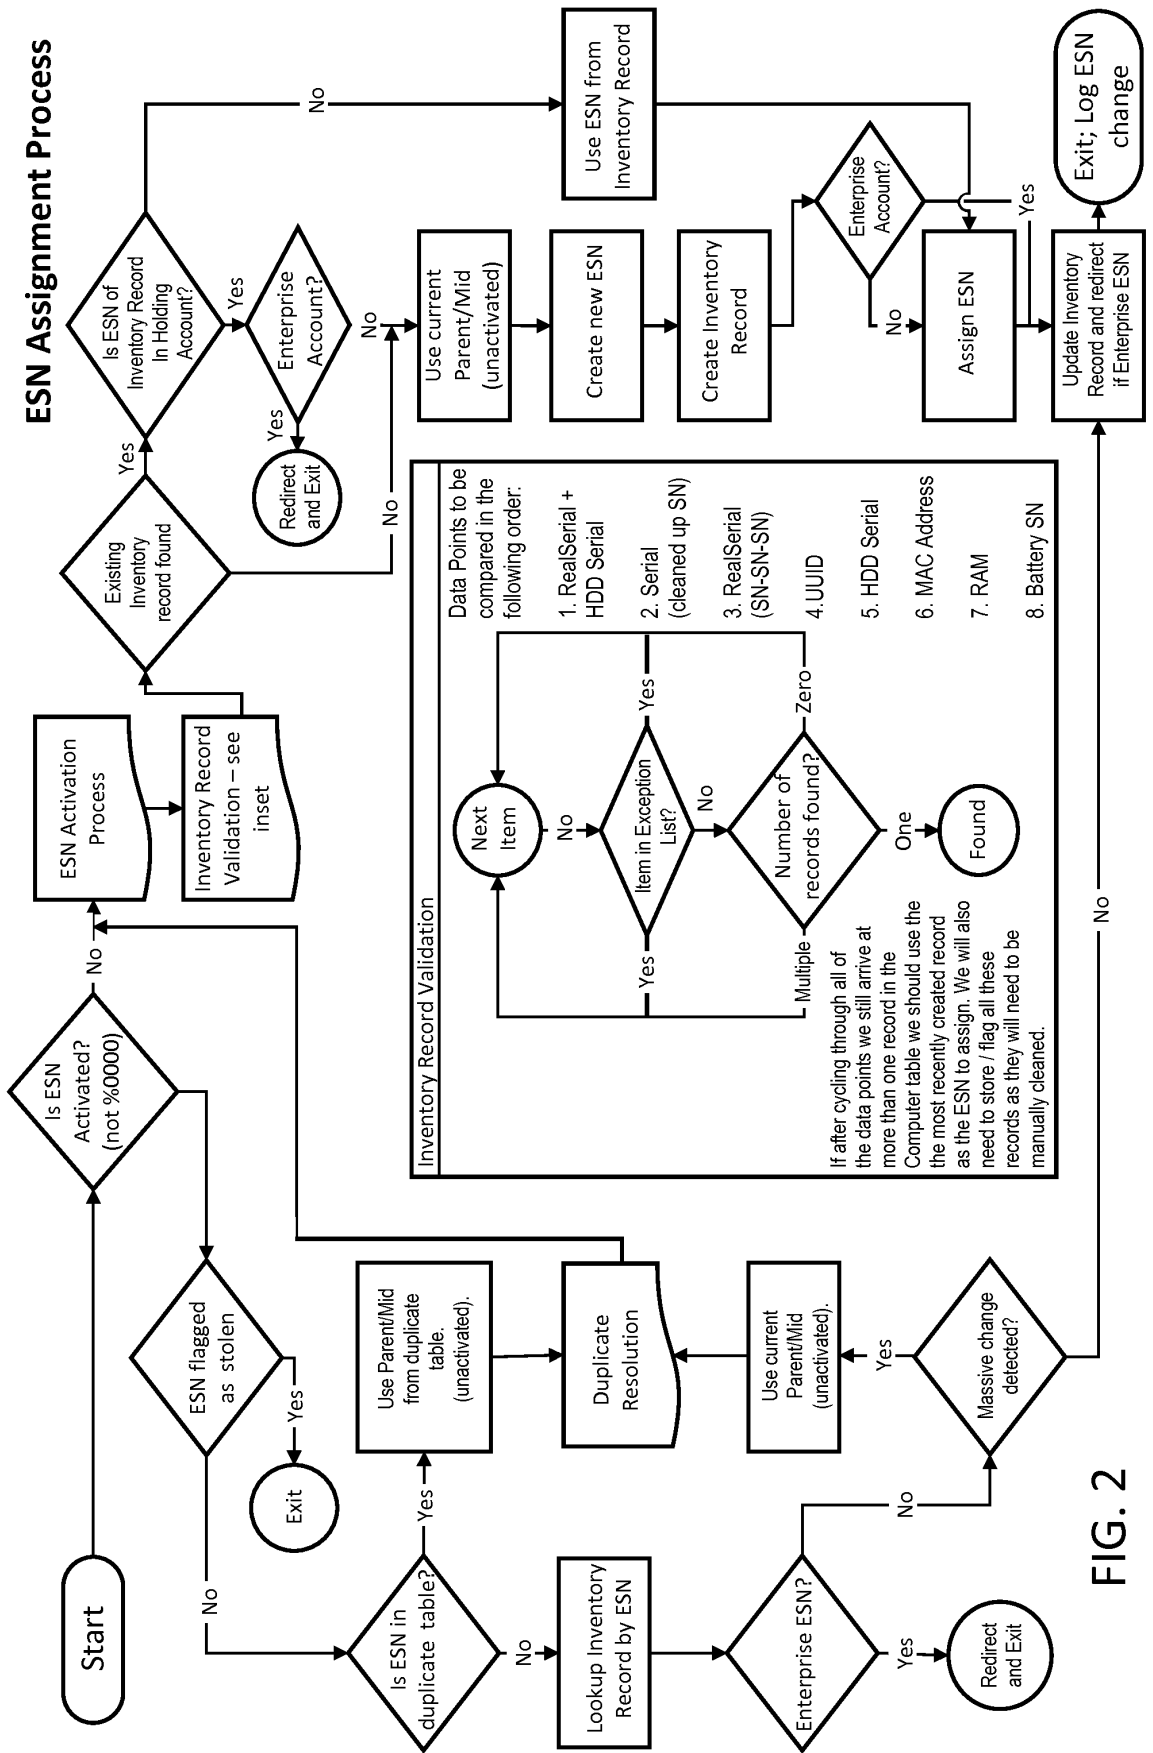 ESN Assignment Process
Start
Is ESN
Activated?
(not %0000)
No
ESN Activation
Process
Inventory Record
Validation – see
inset
Existing
Inventory
record found
Yes
No
Is ESN of
Inventory Record
In Holding
Account?
No
Yes
Enterprise
Account?
Yes
No
Redirect
and Exit
ESN flagged
as stolen
Yes
Exit
No
Is ESN in
duplicate table?
Yes
Use Parent/Mid
from duplicate
table.
(unactivated).
No
Lookup Inventory
Record by ESN
Duplicate
Resolution
Enterprise ESN?
Yes
Redirect
and Exit
No
Massive change
detected?
Yes
Use current
Parent/Mid
(unactivated).
No
Inventory Record Validation
Next
Item
No
Item in Exception
List?
Yes
Yes
No
Number of
records found?
Multiple
Zero
One
Found
If after cycling through all of
the data points we still arrive at
more than one record in the
Computer table we should use the
the most recently created record
as the ESN to assign. We will also
need to store / flag all these
records as they will need to be
manually cleaned.
Data Points to be
compared in the
following order:
1. RealSerial +
HDD Serial
2. Serial
(cleaned up SN)
3. RealSerial
(SN-SN-SN)
4.UUID
5. HDD Serial
6. MAC Address
7. RAM
8. Battery SN
Use current
Parent/Mid
(unactivated)
Create new ESN
Create Inventory
Record
Use ESN from
Inventory Record
Enterprise
Account?
No
Yes
Assign ESN
Update Inventory
Record and redirect
if Enterprise ESN
Exit; Log ESN
change
FIG. 2